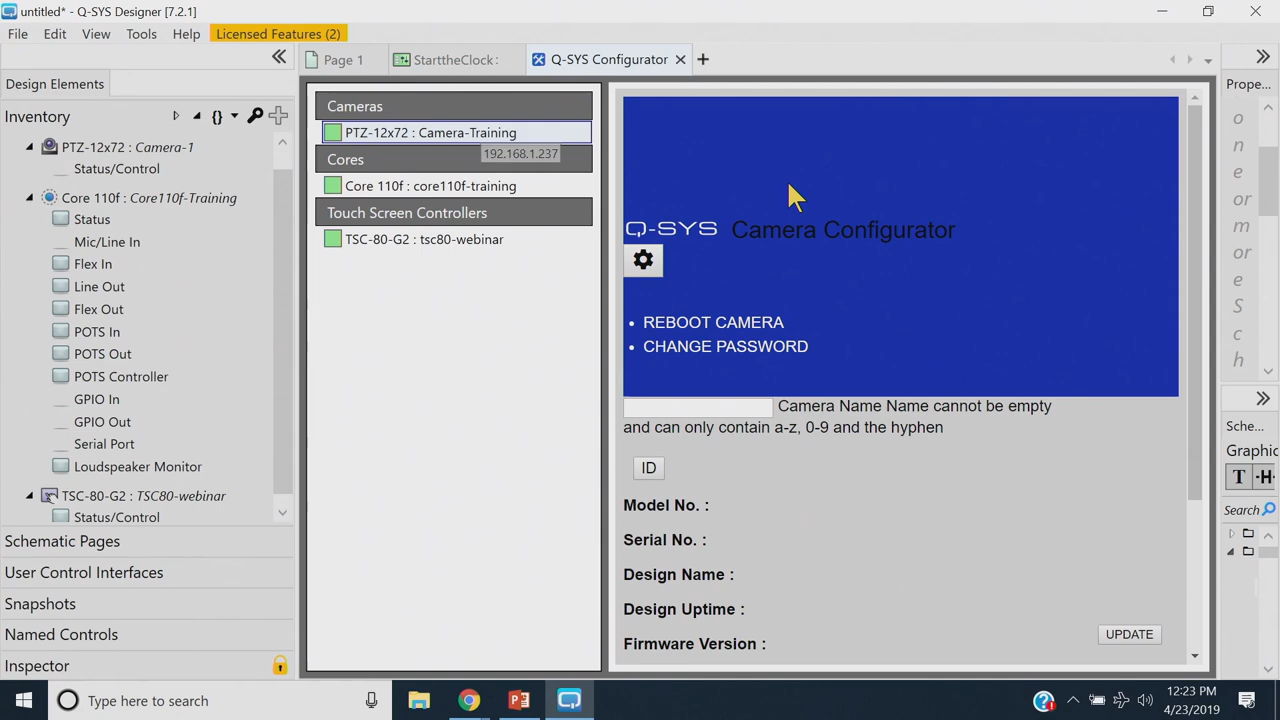 untitled* - Q-SYS Designer [7.2.1]
File Edit View Tools Help Licensed Features (2)
Page 1 StarttheClock: Q-SYS Configurator
Design Elements
Inventory {}
PTZ-12x72 : Camera-1
Status/Control
Core 110f : Core110f-Training
Status
Mic/Line In
Flex In
Line Out
Flex Out
POTS In
POTS Out
POTS Controller
GPIO In
GPIO Out
Serial Port
Loudspeaker Monitor
TSC-80-G2 : TSC80-webinar
Status/Control
Schematic Pages
User Control Interfaces
Snapshots
Named Controls
Inspector
Cameras
PTZ-12x72 : Camera-Training
192.168.1.237
Cores
Core 110f : core110f-training
Touch Screen Controllers
TSC-80-G2 : tsc80-webinar
Q-SYS Camera Configurator
REBOOT CAMERA
CHANGE PASSWORD
Camera Name Name cannot be empty
and can only contain a-z, 0-9 and the hyphen
ID
Model No. :
Serial No. :
Design Name :
Design Uptime :
Firmware Version :
UPDATE
Prope...
o
n
e
or
m
or
e
S
c
h
Sche...
Graphic
T H
Search
Type here to search
12:23 PM
4/23/2019